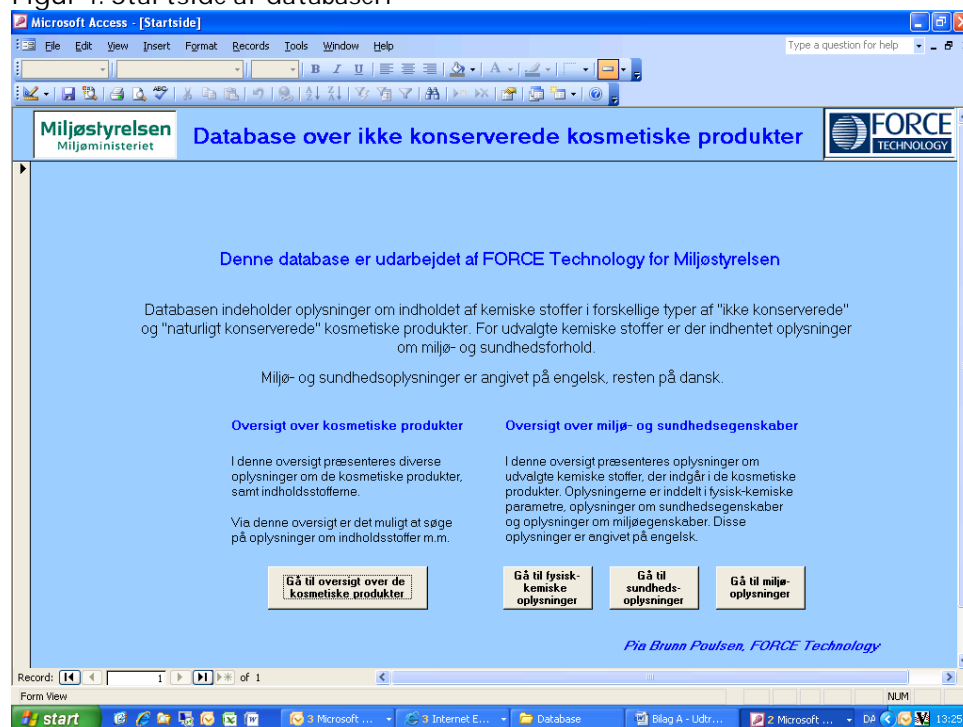 Figur 4: Startside af databasen
Microsoft Access - [Startside]
File Edit View Insert Format Records Tools Window Help
Type a question for help
B I U
Miljøstyrelsen
Miljøministeriet
Database over ikke konserverede kosmetiske produkter
FORCE
TECHNOLOGY
Denne database er udarbejdet af FORCE Technology for Miljøstyrelsen
Databasen indeholder oplysninger om indholdet af kemiske stoffer i forskellige typer af "ikke konserverede"
og "naturligt konserverede" kosmetiske produkter. For udvalgte kemiske stoffer er der indhentet oplysninger
om miljø- og sundhedsforhold.
Miljø- og sundhedsoplysninger er angivet på engelsk, resten på dansk.
Oversigt over kosmetiske produkter
I denne oversigt præsenteres diverse
oplysninger om de kosmetiske produkter,
samt indholdsstofferne.
Via denne oversigt er det muligt at søge
på oplysninger om indholdsstoffer m.m.
Gå til oversigt over de
kosmetiske produkter
Oversigt over miljø- og sundhedsegenskaber
I denne oversigt præsenteres oplysninger om
udvalgte kemiske stoffer, der indgår i de kosmetiske
produkter. Oplysningerne er inddelt i fysisk-kemiske
parametre, oplysninger om sundhedsegenskaber
og oplysninger om miljøegenskaber. Disse
oplysninger er angivet på engelsk.
Gå til fysisk-
kemiske
oplysninger
Gå til
sundheds-
oplysninger
Gå til miljø-
oplysninger
Pia Brunn Poulsen, FORCE Technology
Record: 1 of 1
Form View NUM
start 3 Microsoft ... 3 Internet E... Database Bilag A - Udtr... 2 Microsoft ... DA 13:25